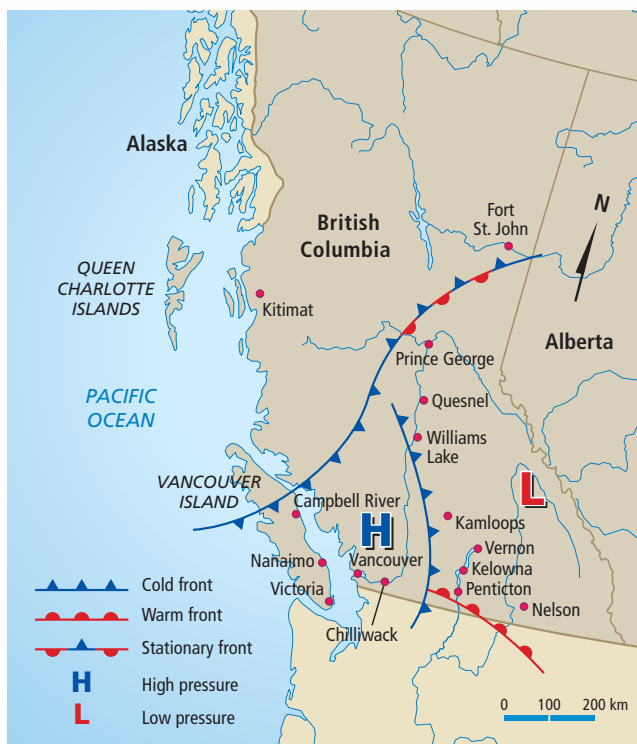 Alaska
British
Columbia
Fort
St. John
N
QUEEN
CHARLOTTE
ISLANDS
Kitimat
Alberta
Prince George
PACIFIC
OCEAN
Quesnel
Williams
Lake
VANCOUVER
ISLAND
Campbell River
L
H
Kamloops
Nanaimo
Vancouver
Vernon
Kelowna
Penticton
Victoria
Nelson
Chilliwack
Cold front
Warm front
Stationary front
H High pressure
L Low pressure
0 100 200 km